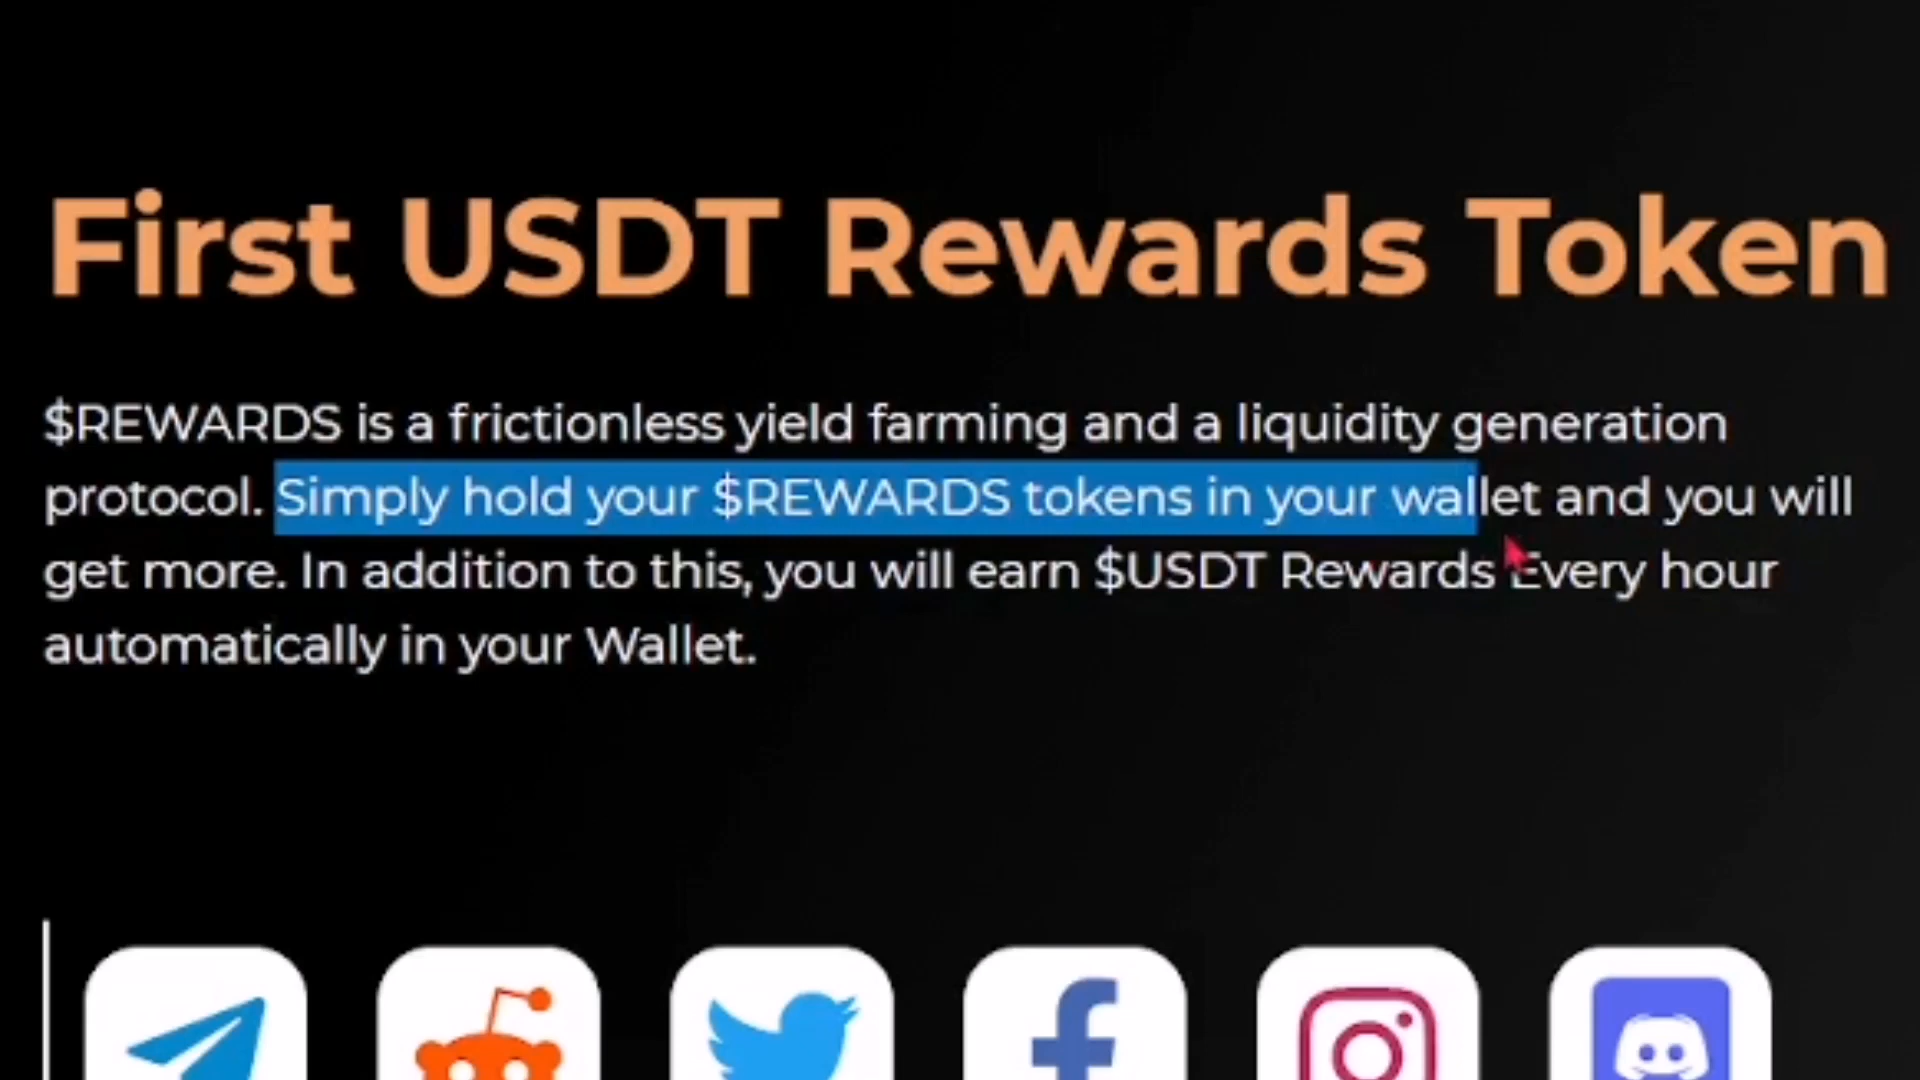 First USDT Rewards Token
$REWARDS is a frictionless yield farming and a liquidity generation
protocol. Simply hold your $REWARDS tokens in your wallet and you will
get more. In addition to this, you will earn $USDT Rewards Every hour
automatically in your Wallet.